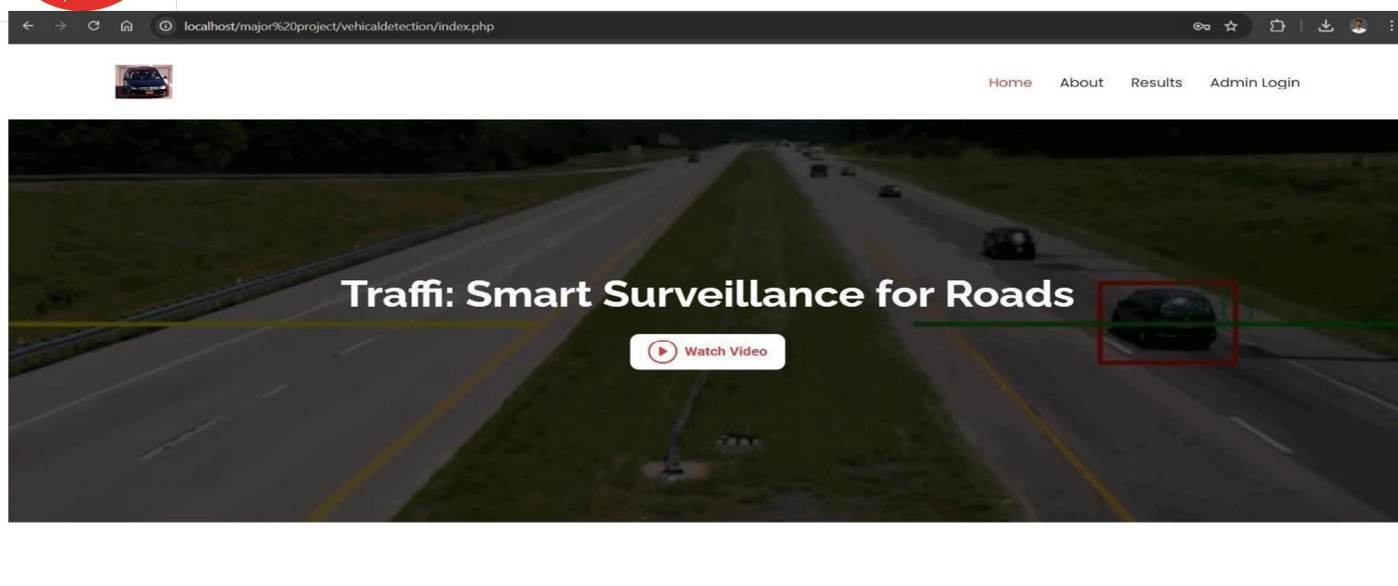 localhost/major%20project/vehicaldetection/index.php
Home About Results Admin Login
Traffi: Smart Surveillance for Roads
Watch Video